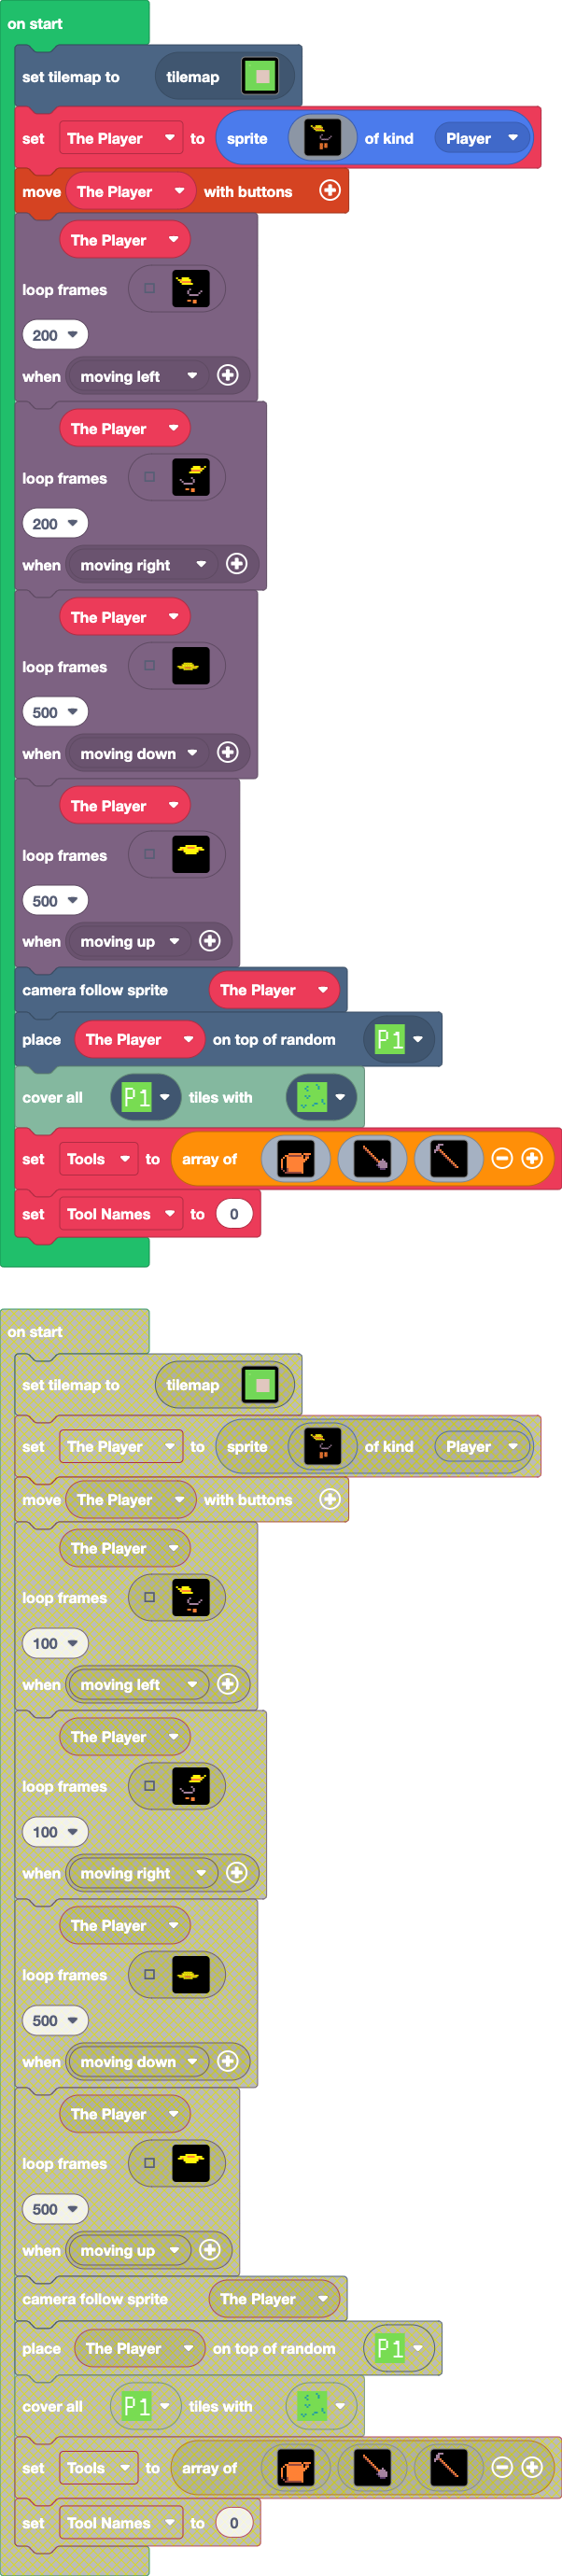 on start
set tilemap to tilemap
set The Player to sprite of kind Player
move The Player with buttons
The Player
loop frames
200
when moving left
The Player
loop frames
200
when moving right
The Player
loop frames
500
when moving down
The Player
loop frames
500
when moving up
camera follow sprite The Player
place The Player on top of random P1
cover all P1 tiles with
set Tools to array of
set Tool Names to 0
on start
set tilemap to tilemap
set The Player to sprite of kind Player
move The Player with buttons
The Player
loop frames
100
when moving left
The Player
loop frames
100
when moving right
The Player
loop frames
500
when moving down
The Player
loop frames
500
when moving up
camera follow sprite The Player
place The Player on top of random P1
cover all P1 tiles with
set Tools to array of
set Tool Names to 0